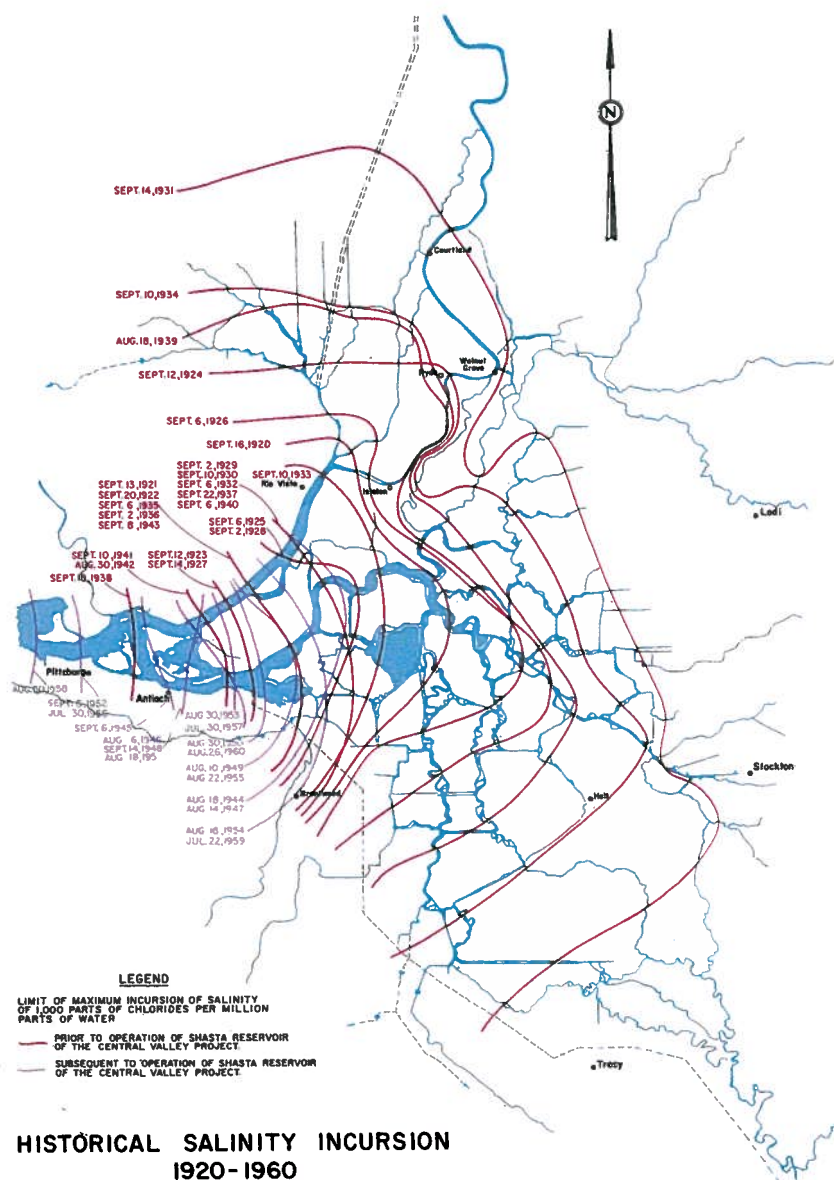 N
SEPT. 14, 1931
Courtland
SEPT. 10, 1934
AUG. 18, 1939
SEPT. 12, 1924
Walnut
Grove
SEPT. 6, 1926
SEPT. 16, 1920
SEPT. 2, 1929
SEPT. 10, 1930
SEPT. 6, 1932
SEPT. 22, 1937
SEPT. 6, 1940
SEPT. 10, 1933
Rio Vista
Isleton
Lodi
SEPT. 13, 1921
SEPT. 20, 1922
SEPT. 6, 1935
SEPT. 2, 1936
SEPT. 8, 1943
SEPT. 6, 1925
SEPT. 2, 1928
SEPT. 10, 1941
AUG. 30, 1942
SEPT. 12, 1923
SEPT. 14, 1927
Pittsburg
Antioch
SEPT. 6, 1952
AUG 30, 1953
JUL. 30, 1957
SEPT. 14, 1948
AUG. 26, 1960
AUG. 10, 1949
AUG 22, 1955
AUG 18, 1944
AUG 14, 1947
AUG 18, 1954
JUL. 22, 1959
Brentwood
Holt
Stockton
Tracy
LEGEND
LIMIT OF MAXIMUM INCURSION OF SALINITY
OF 1,000 PARTS OF CHLORIDES PER MILLION
PARTS OF WATER
PRIOR TO OPERATION OF SHASTA RESERVOIR
OF THE CENTRAL VALLEY PROJECT.
SUBSEQUENT TO OPERATION OF SHASTA RESERVOIR
OF THE CENTRAL VALLEY PROJECT
HISTORICAL SALINITY INCURSION
1920-1960